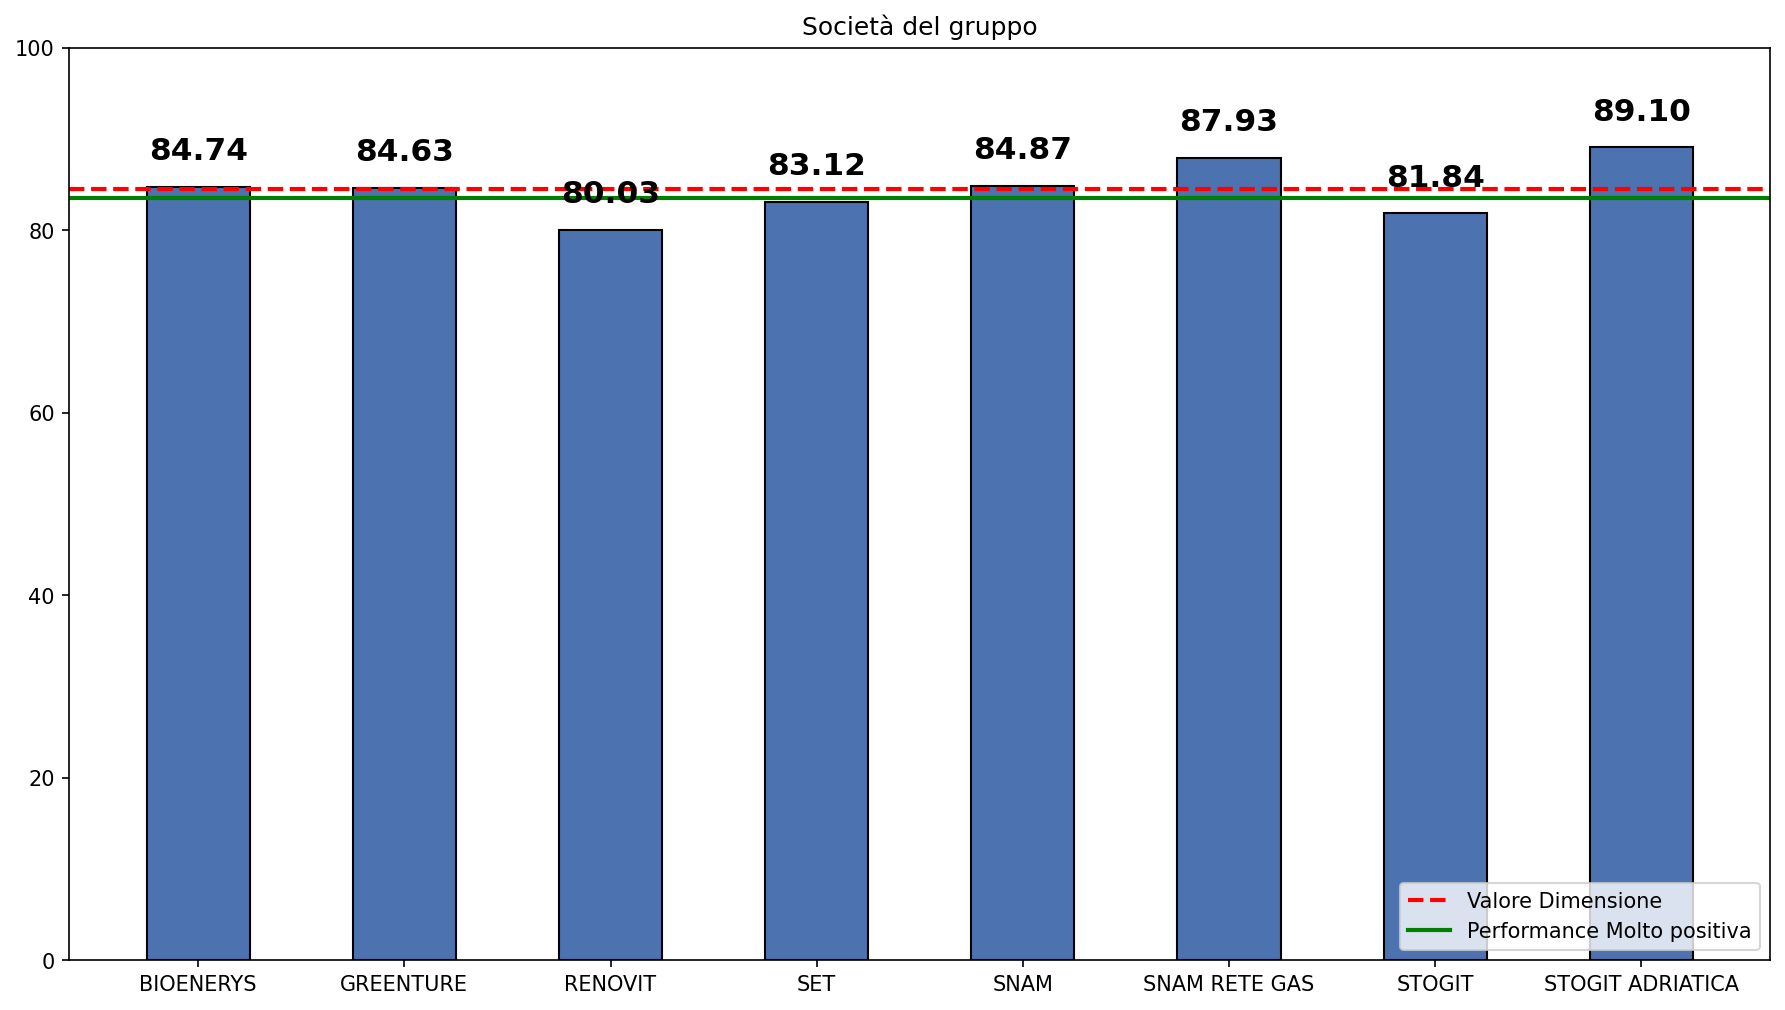 Società del gruppo
100
80
60
40
20
0
84.74
84.63
80.03
83.12
84.87
87.93
81.84
89.10
BIOENERYS
GREENTURE
RENOVIT
SET
SNAM
SNAM RETE GAS
STOGIT
STOGIT ADRIATICA
Valore Dimensione
Performance Molto positiva